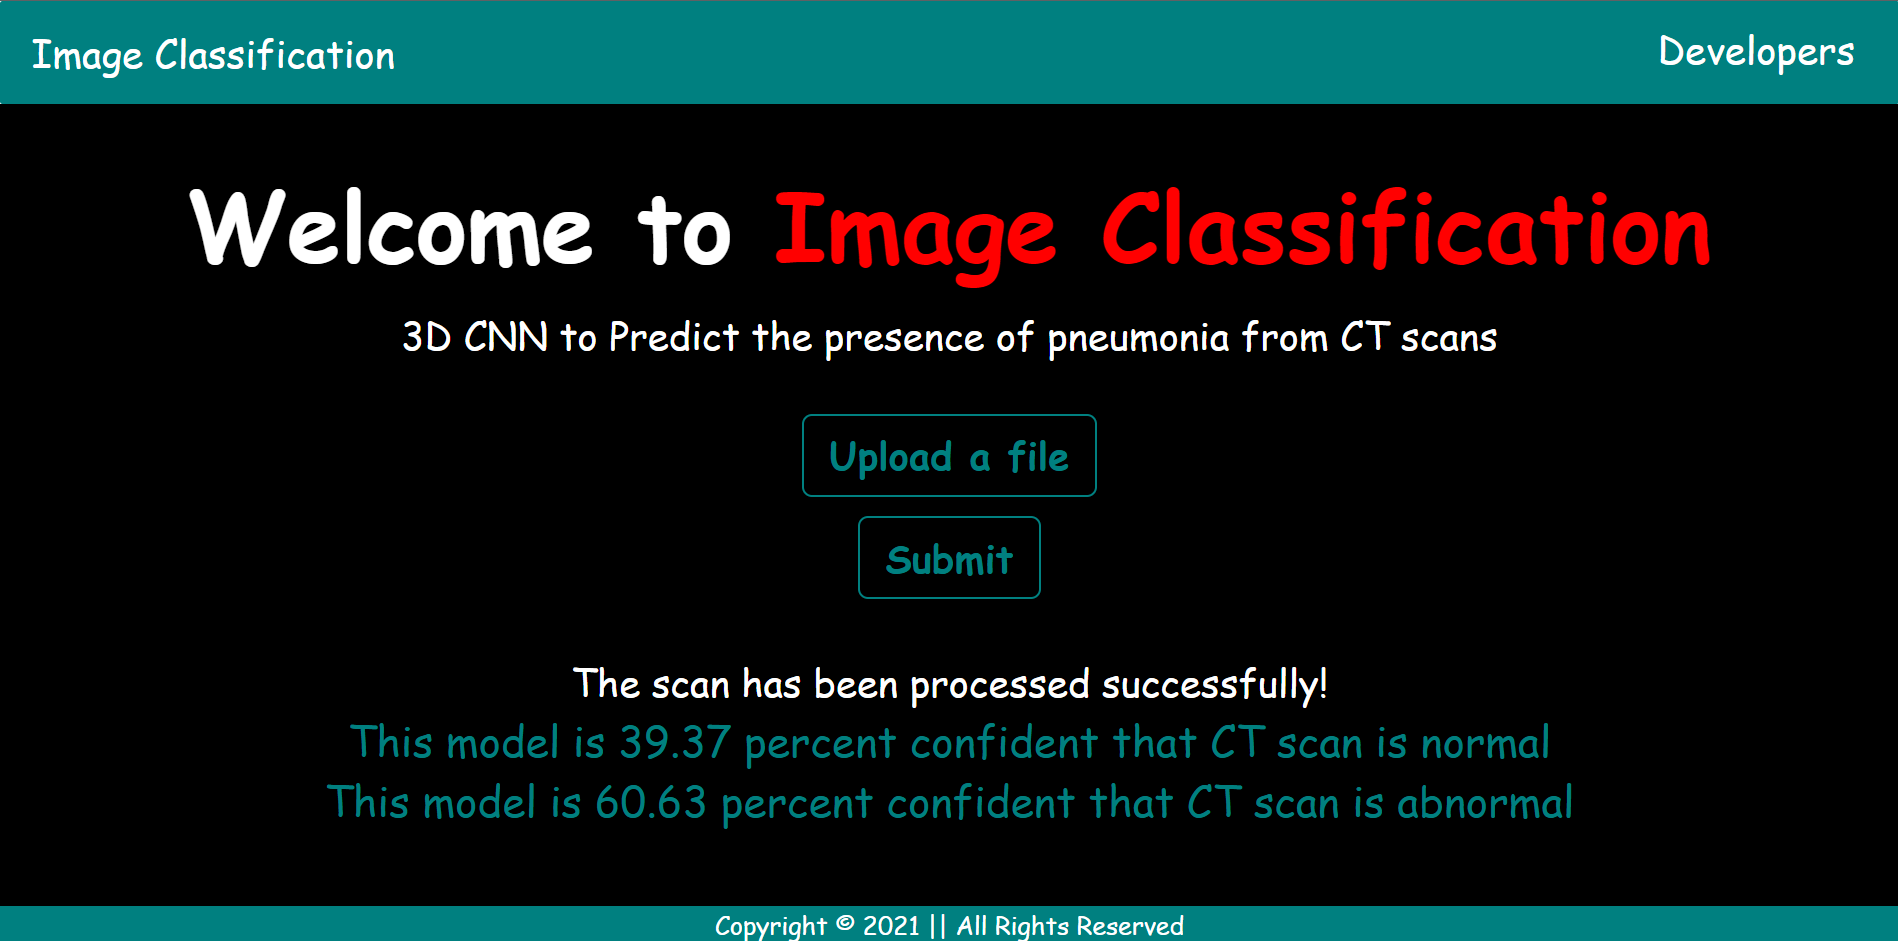 Image Classification
Developers
Welcome to Image Classification
3D CNN to Predict the presence of pneumonia from CT scans
Upload a file
Submit
The scan has been processed successfully!
This model is 39.37 percent confident that CT scan is normal
This model is 60.63 percent confident that CT scan is abnormal
Copyright © 2021 || All Rights Reserved